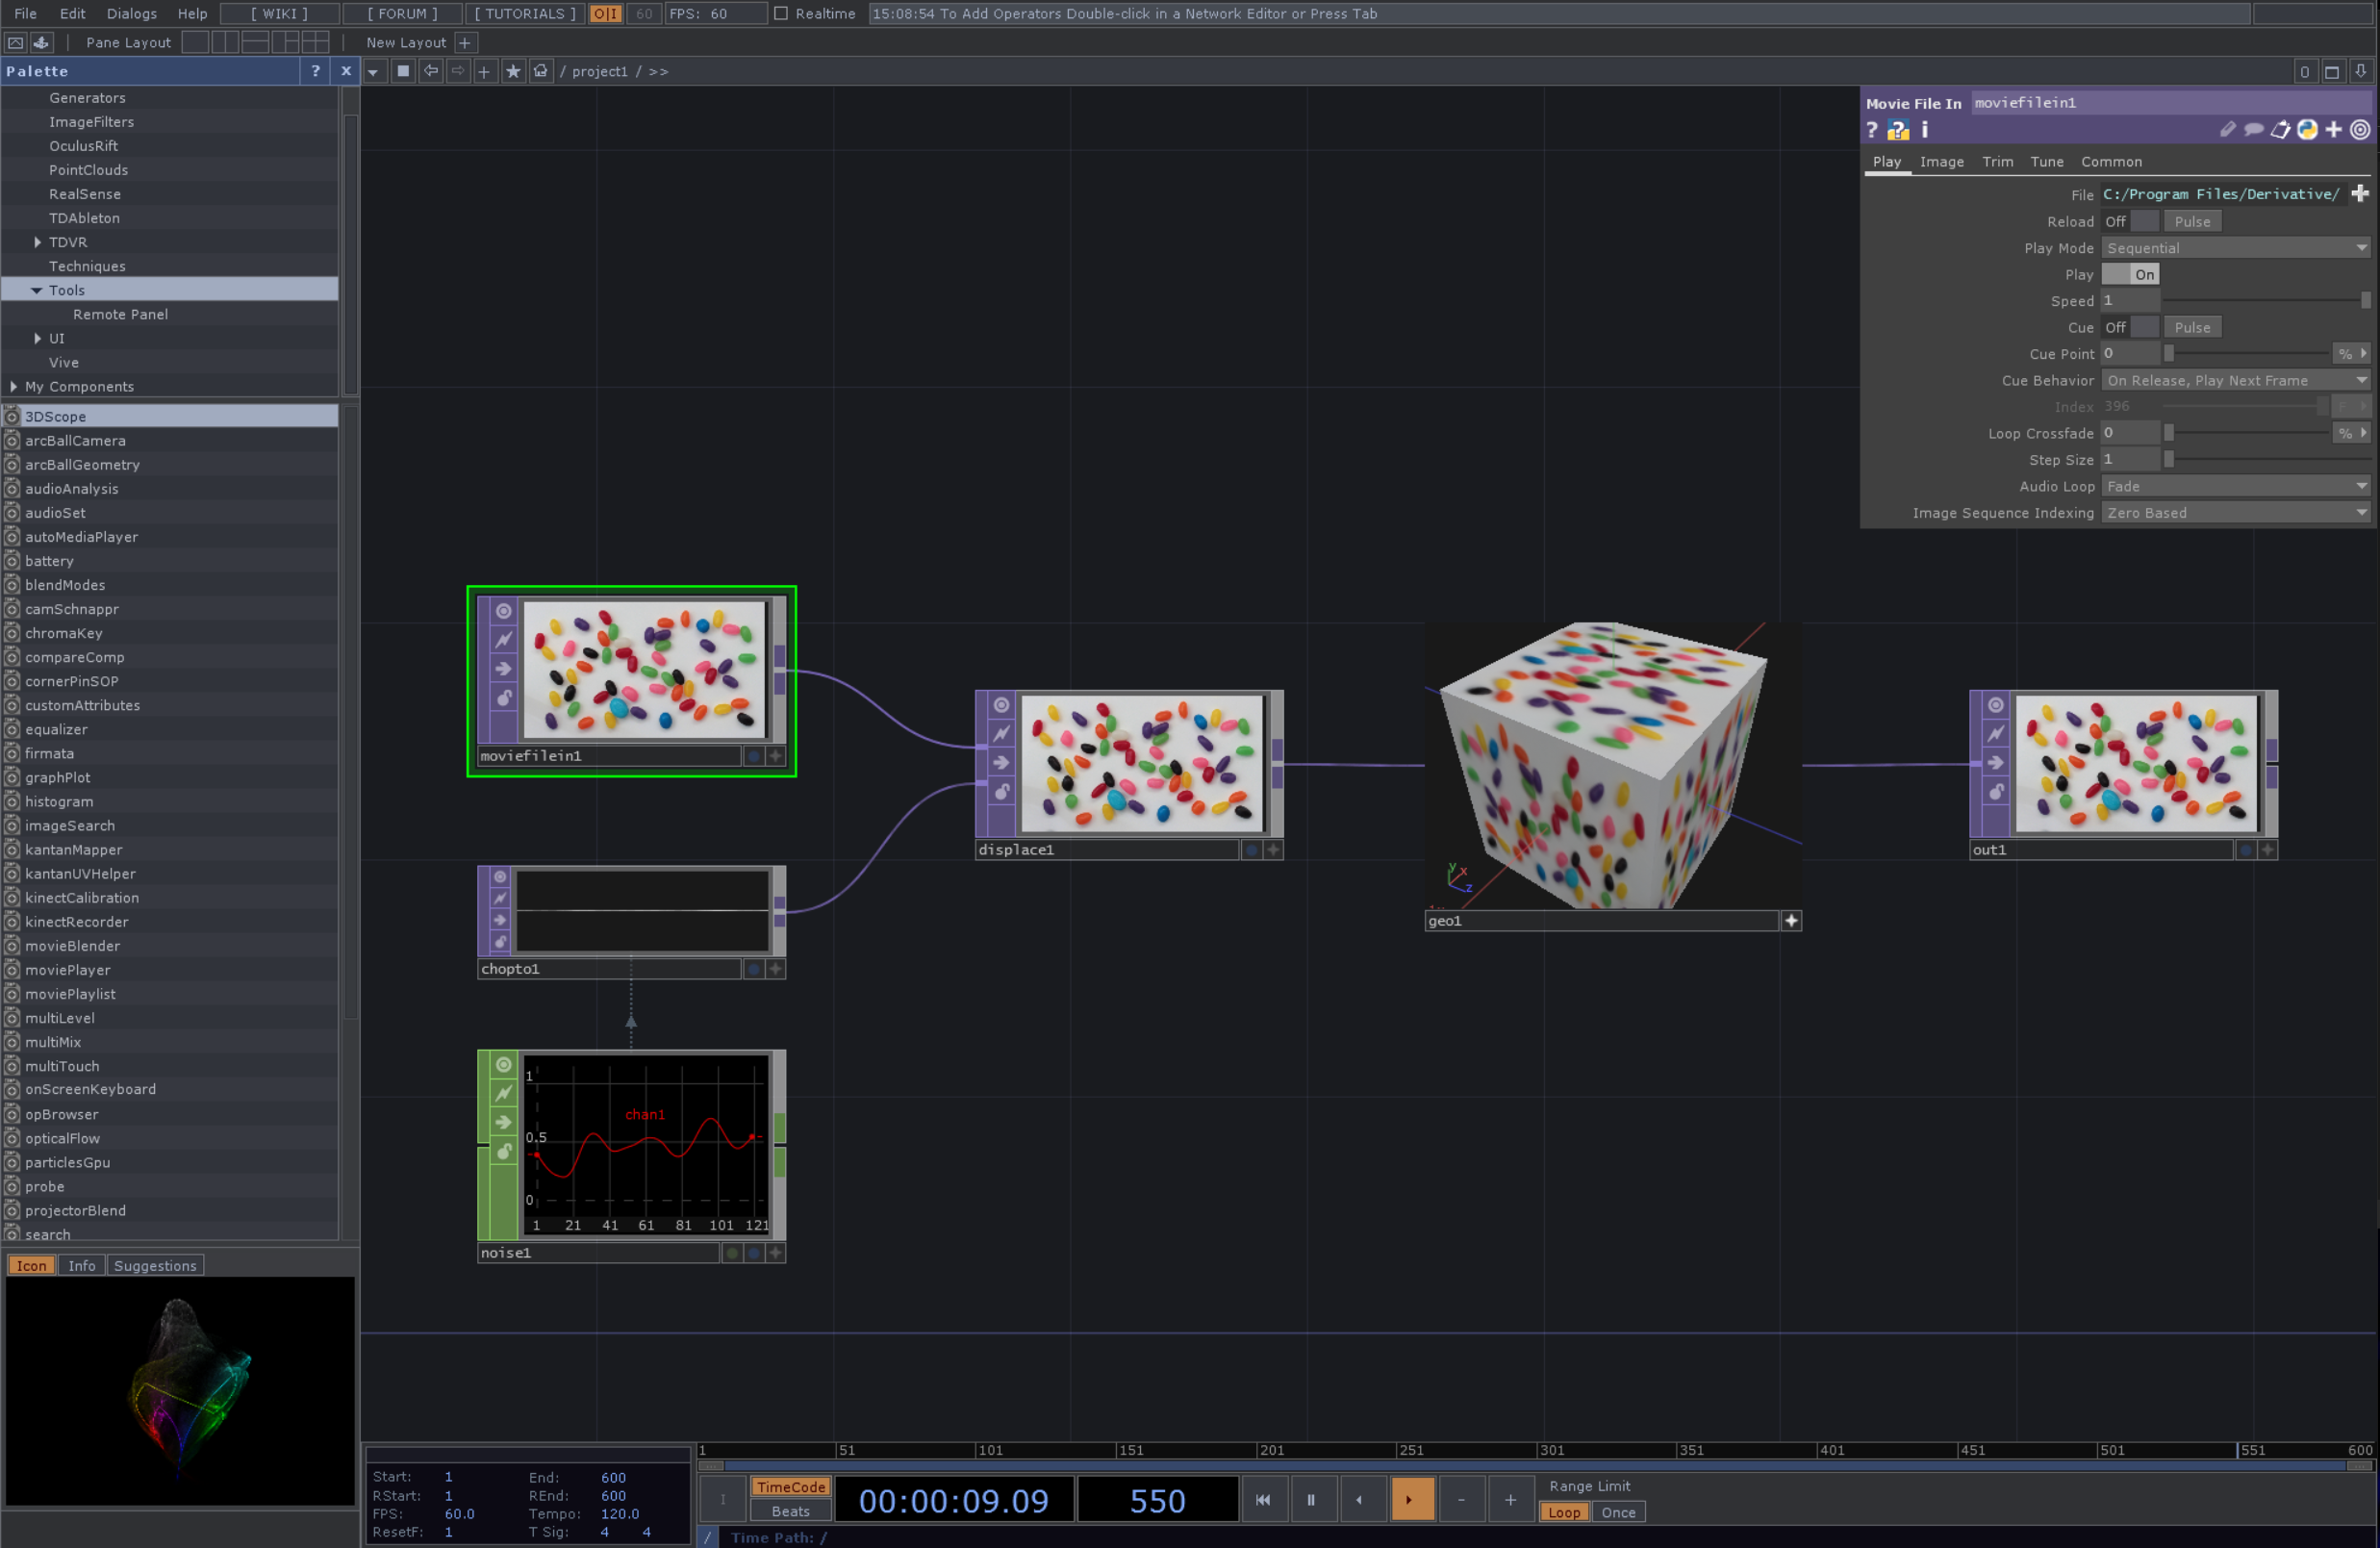 File Edit Dialogs Help [ WIKI ] [ FORUM ] [ TUTORIALS ] O|I 60 FPS: 60 Realtime 15:08:54 To Add Operators Double-click in a Network Editor or Press Tab
Pane Layout New Layout +
Palette ? x / project1 / >> 0
Generators
ImageFilters
OculusRift
PointClouds
RealSense
TDAbleton
TDVR
Techniques
Tools
Remote Panel
UI
Vive
My Components
3DScope
arcBallCamera
arcBallGeometry
audioAnalysis
audioSet
autoMediaPlayer
battery
blendModes
camSchnappr
chromaKey
compareComp
cornerPinSOP
customAttributes
equalizer
firmata
graphPlot
histogram
imageSearch
kantanMapper
kantanUVHelper
kinectCalibration
kinectRecorder
movieBlender
moviePlayer
moviePlaylist
multiLevel
multiMix
multiTouch
onScreenKeyboard
opBrowser
opticalFlow
particlesGpu
probe
projectorBlend
search
Icon Info Suggestions
Movie File In moviefilein1
? ? i
Play Image Trim Tune Common
File C:/Program Files/Derivative/
Reload Off Pulse
Play Mode Sequential
Play On
Speed 1
Cue Off Pulse
Cue Point 0 %
Cue Behavior On Release, Play Next Frame
Index 396 F
Loop Crossfade 0 %
Step Size 1
Audio Loop Fade
Image Sequence Indexing Zero Based
moviefilein1
displace1
y x z
geo1
out1
chopto1
1
chan1
0.5
0
1 21 41 61 81 101 121
noise1
1 51 101 151 201 251 301 351 401 451 501 551 600
Start: 1 End: 600
RStart: 1 REnd: 600
FPS: 60.0 Tempo: 120.0
ResetF: 1 T Sig: 4 4
I TimeCode Beats 00:00:09.09 550 - + Range Limit
Loop Once
/ Time Path: /